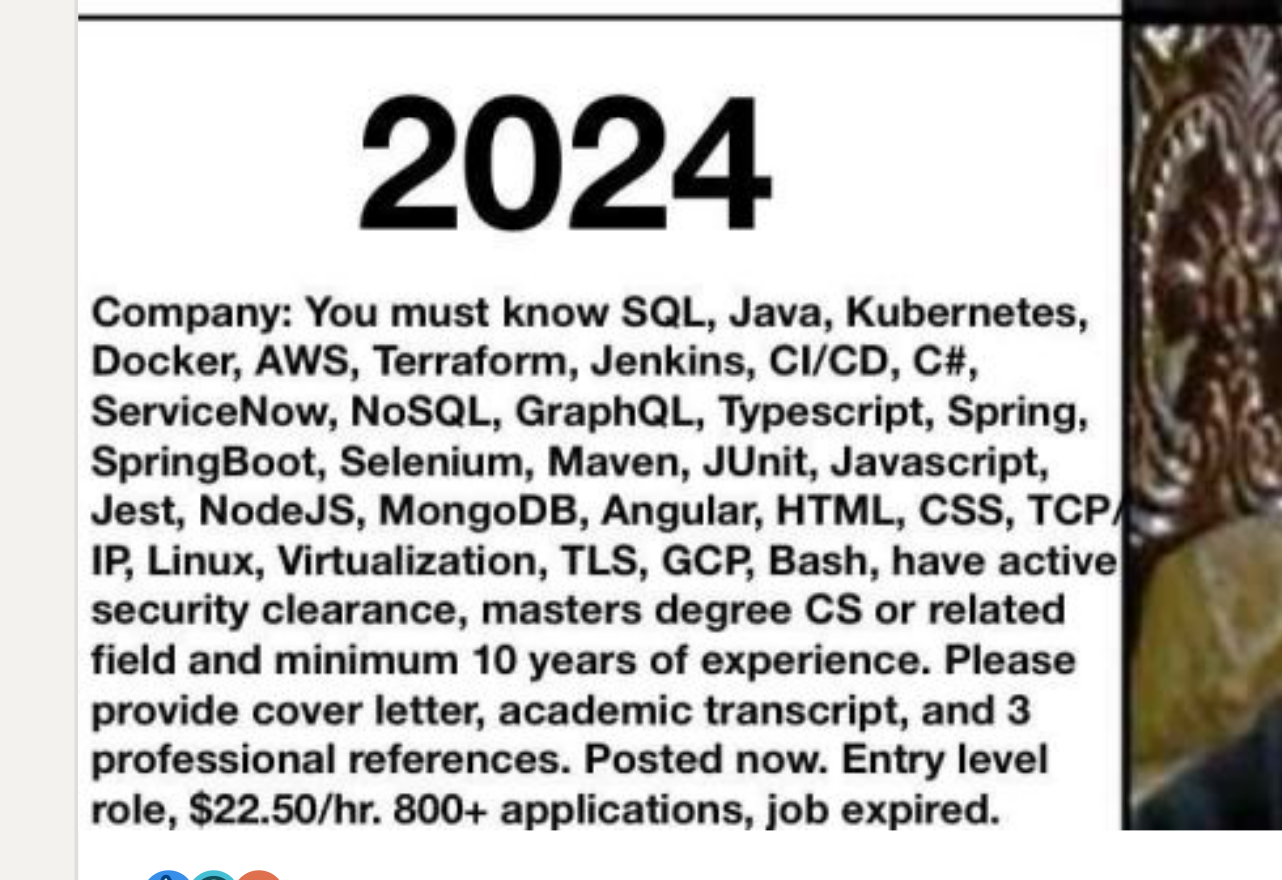 2024
Company: You must know SQL, Java, Kubernetes,
Docker, AWS, Terraform, Jenkins, CI/CD, C#,
ServiceNow, NoSQL, GraphQL, Typescript, Spring,
SpringBoot, Selenium, Maven, JUnit, Javascript,
Jest, NodeJS, MongoDB, Angular, HTML, CSS, TCP/
IP, Linux, Virtualization, TLS, GCP, Bash, have active
security clearance, masters degree CS or related
field and minimum 10 years of experience. Please
provide cover letter, academic transcript, and 3
professional references. Posted now. Entry level
role, $22.50/hr. 800+ applications, job expired.